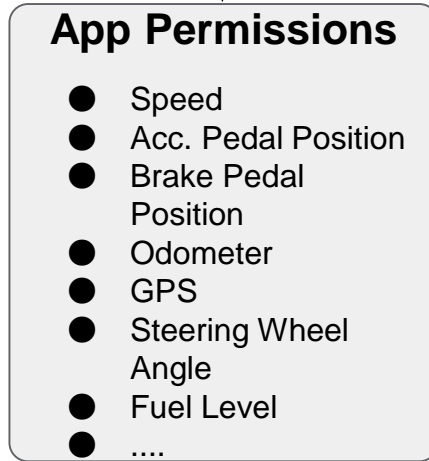 App Permissions
● Speed
● Acc. Pedal Position
● Brake Pedal
Position
● Odometer
● GPS
● Steering Wheel
Angle
● Fuel Level
● ....